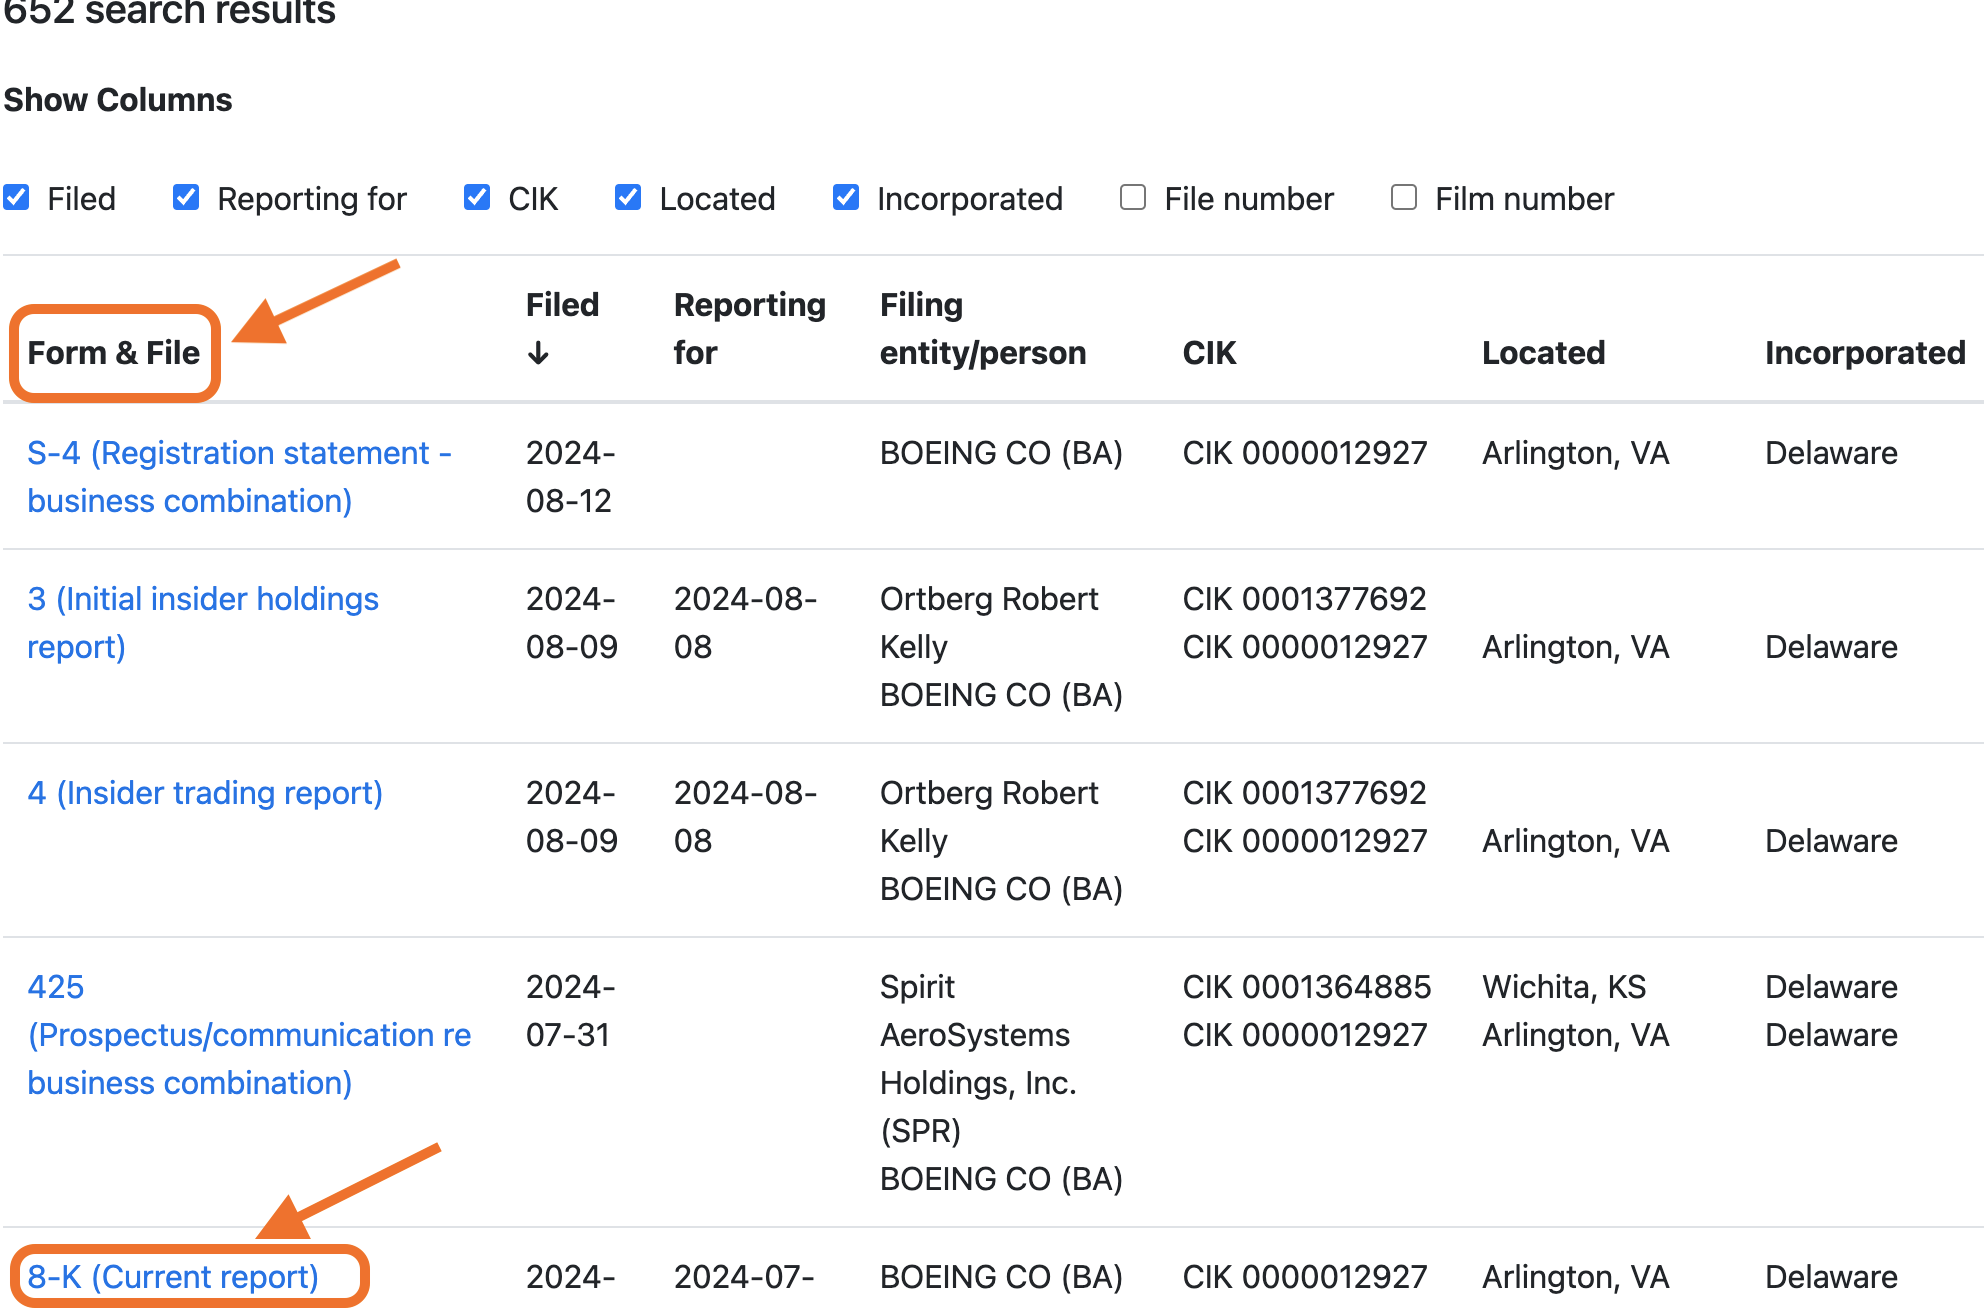 652 search results
Show Columns
Filed Reporting for CIK Located Incorporated File number Film number
Form & File Filed ↓ Reporting for Filing entity/person CIK Located Incorporated
S-4 (Registration statement - 2024- BOEING CO (BA) CIK 0000012927 Arlington, VA Delaware
business combination) 08-12
3 (Initial insider holdings 2024- 2024-08- Ortberg Robert CIK 0001377692
report) 08-09 08 Kelly CIK 0000012927 Arlington, VA Delaware
BOEING CO (BA)
4 (Insider trading report) 2024- 2024-08- Ortberg Robert CIK 0001377692
08-09 08 Kelly CIK 0000012927 Arlington, VA Delaware
BOEING CO (BA)
425 2024- Spirit CIK 0001364885 Wichita, KS Delaware
(Prospectus/communication re 07-31 AeroSystems CIK 0000012927 Arlington, VA Delaware
business combination) Holdings, Inc.
(SPR)
BOEING CO (BA)
8-K (Current report) 2024- 2024-07- BOEING CO (BA) CIK 0000012927 Arlington, VA Delaware